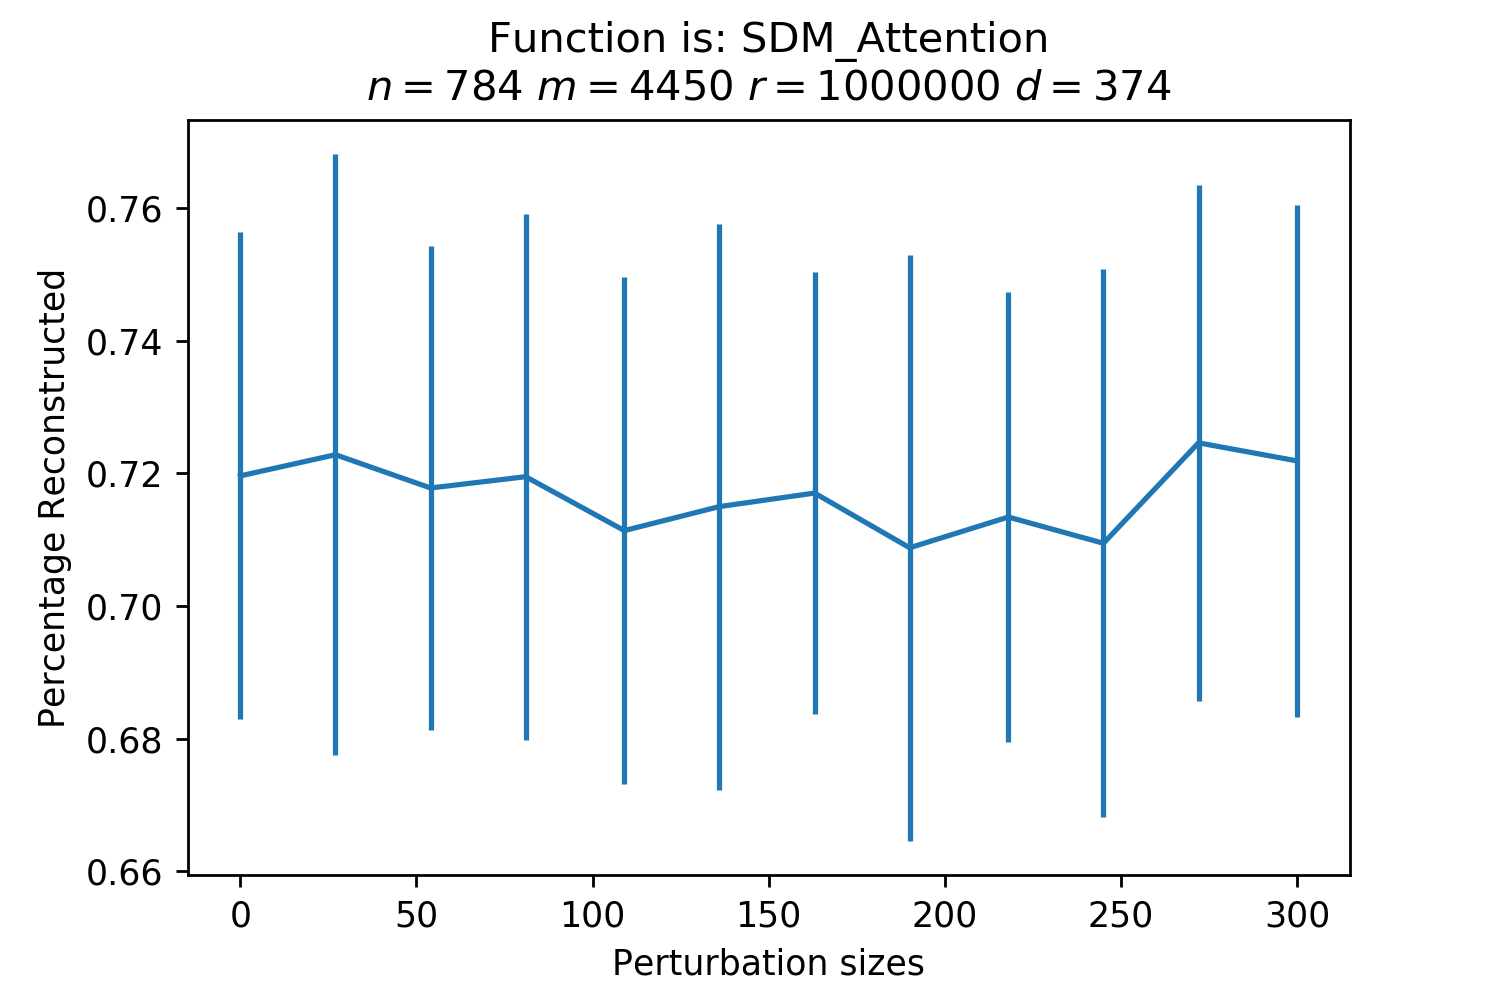 Function is: SDM_Attention
n = 784 m = 4450 r = 1000000 d = 374
Percentage Reconstructed
0.76
0.74
0.72
0.70
0.68
0.66
0 50 100 150 200 250 300
Perturbation sizes